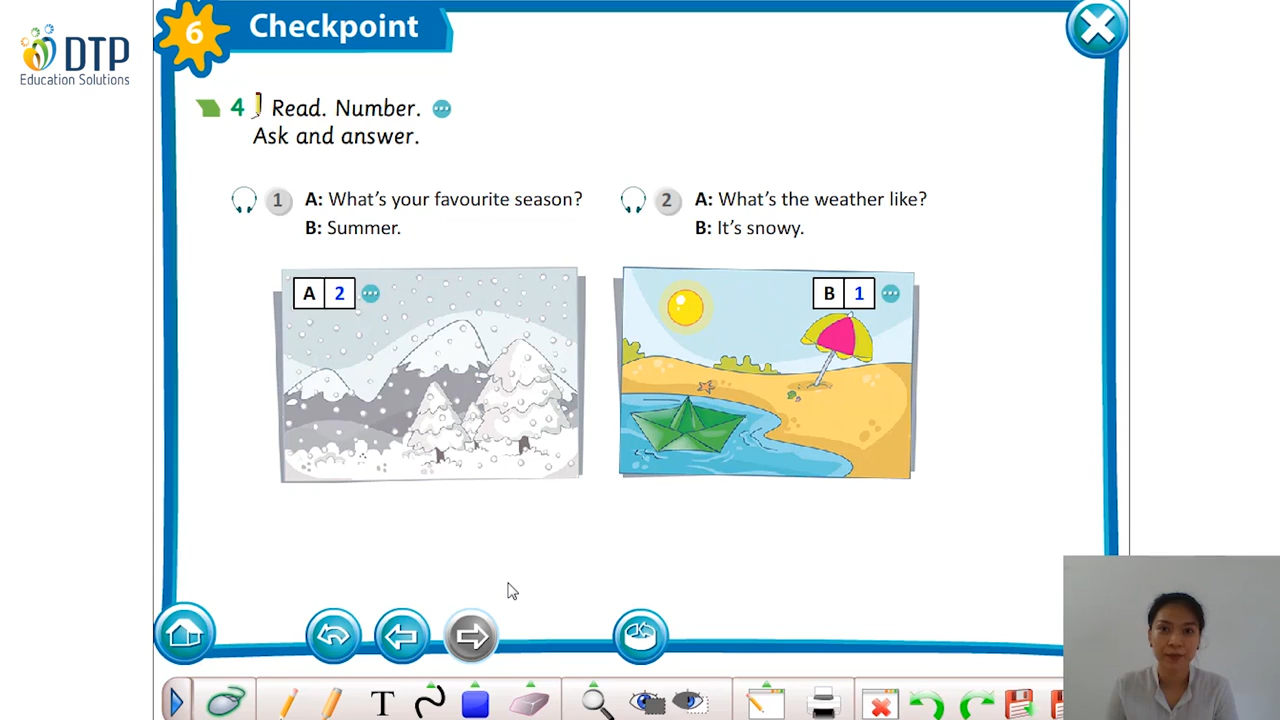 DTP
Education Solutions
6 Checkpoint
4 Read. Number.
Ask and answer.
1 A: What's your favourite season?
B: Summer.
2 A: What's the weather like?
B: It's snowy.
A 2
B 1
T